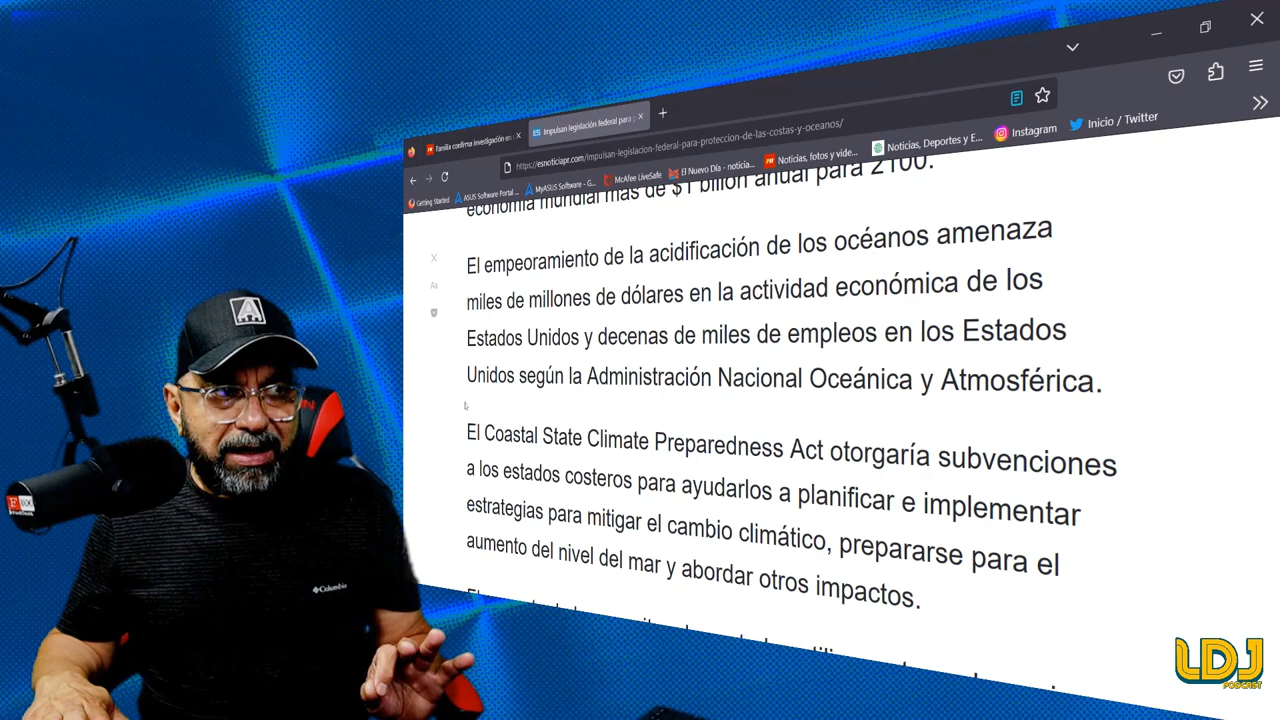 Familia confirma investigación en
Impulsan legislación federal para p
https://esnoticiapr.com/impulsan-legislacion-federal-para-proteccion-de-las-costas-y-oceanos/
Getting Started
ASUS Software Portal ...
MyASUS Software - G...
McAfee LiveSafe
El Nuevo Día - noticia...
Noticias, fotos y vide...
Noticias, Deportes y E...
Instagram
Inicio / Twitter
economía mundial más de $1 billón anual para 2100.
El empeoramiento de la acidificación de los océanos amenaza
miles de millones de dólares en la actividad económica de los
Estados Unidos y decenas de miles de empleos en los Estados
Unidos según la Administración Nacional Oceánica y Atmosférica.
El Coastal State Climate Preparedness Act otorgaría subvenciones
a los estados costeros para ayudarlos a planificar e implementar
estrategias para mitigar el cambio climático, prepararse para el
aumento del nivel del mar y abordar otros impactos.
Aa
A
Columbia
LDJ
PODCAST